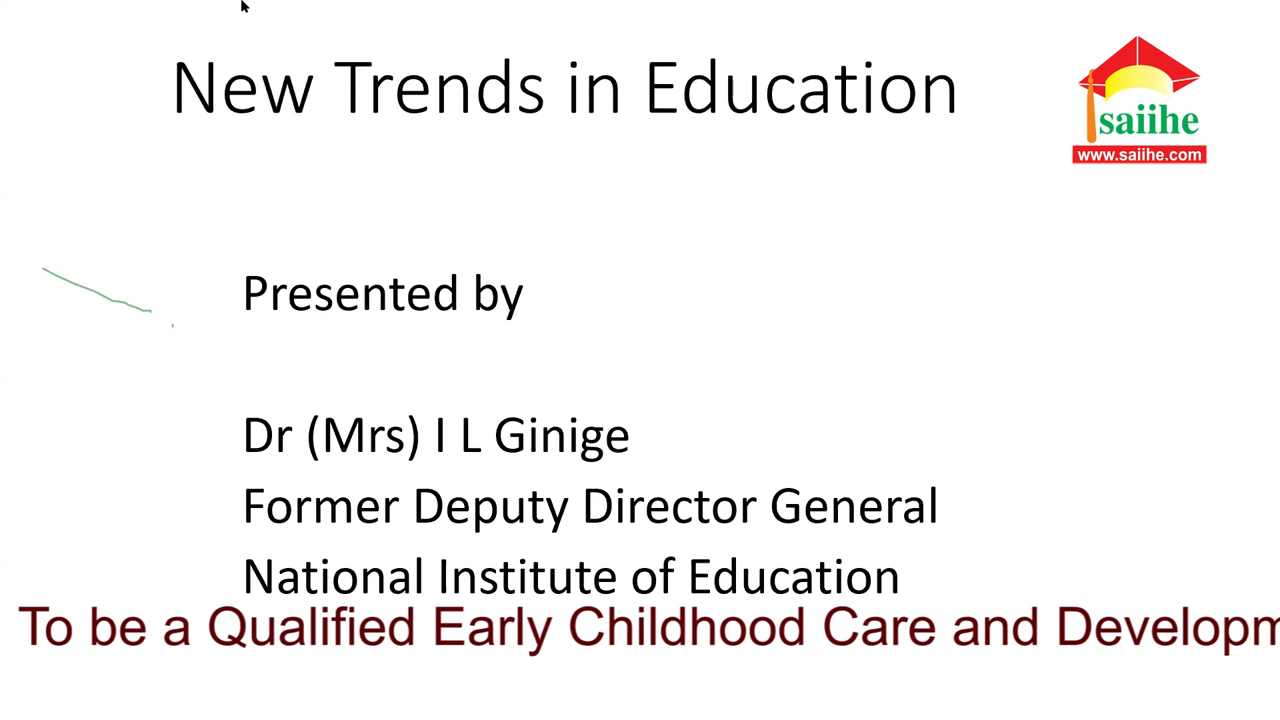 New Trends in Education
saiihe
www.saiihe.com
Presented by
Dr (Mrs) I L Ginige
Former Deputy Director General
National Institute of Education
To be a Qualified Early Childhood Care and Developm